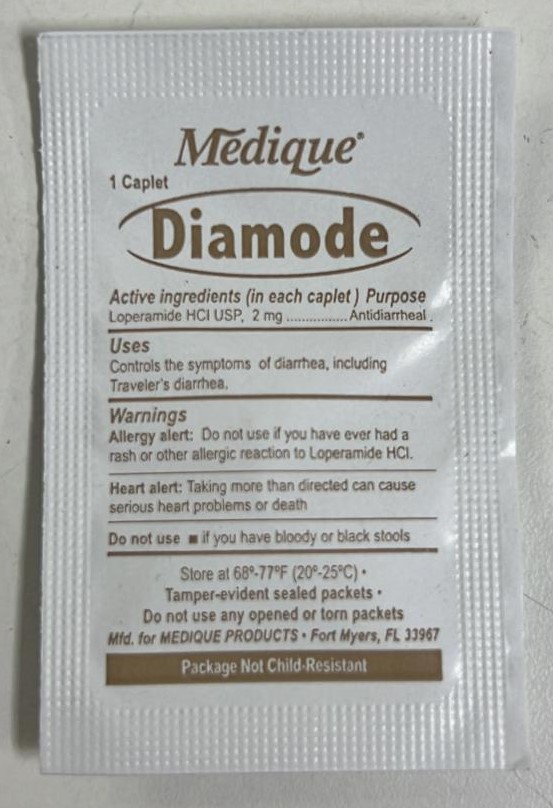 Medique®
1 Caplet
Diamode
Active ingredients (in each caplet) Purpose
Loperamide HCl USP, 2 mg ................Antidiarrheal.
Uses
Controls the symptoms of diarrhea, including
Traveler's diarrhea.
Warnings
Allergy alert: Do not use if you have ever had a
rash or other allergic reaction to Loperamide HCl.
Heart alert: Taking more than directed can cause
serious heart problems or death
Do not use ■ if you have bloody or black stools
Store at 68º-77ºF (20º-25ºC) •
Tamper-evident sealed packets •
Do not use any opened or torn packets
Mfd. for MEDIQUE PRODUCTS • Fort Myers, FL 33967
Package Not Child-Resistant